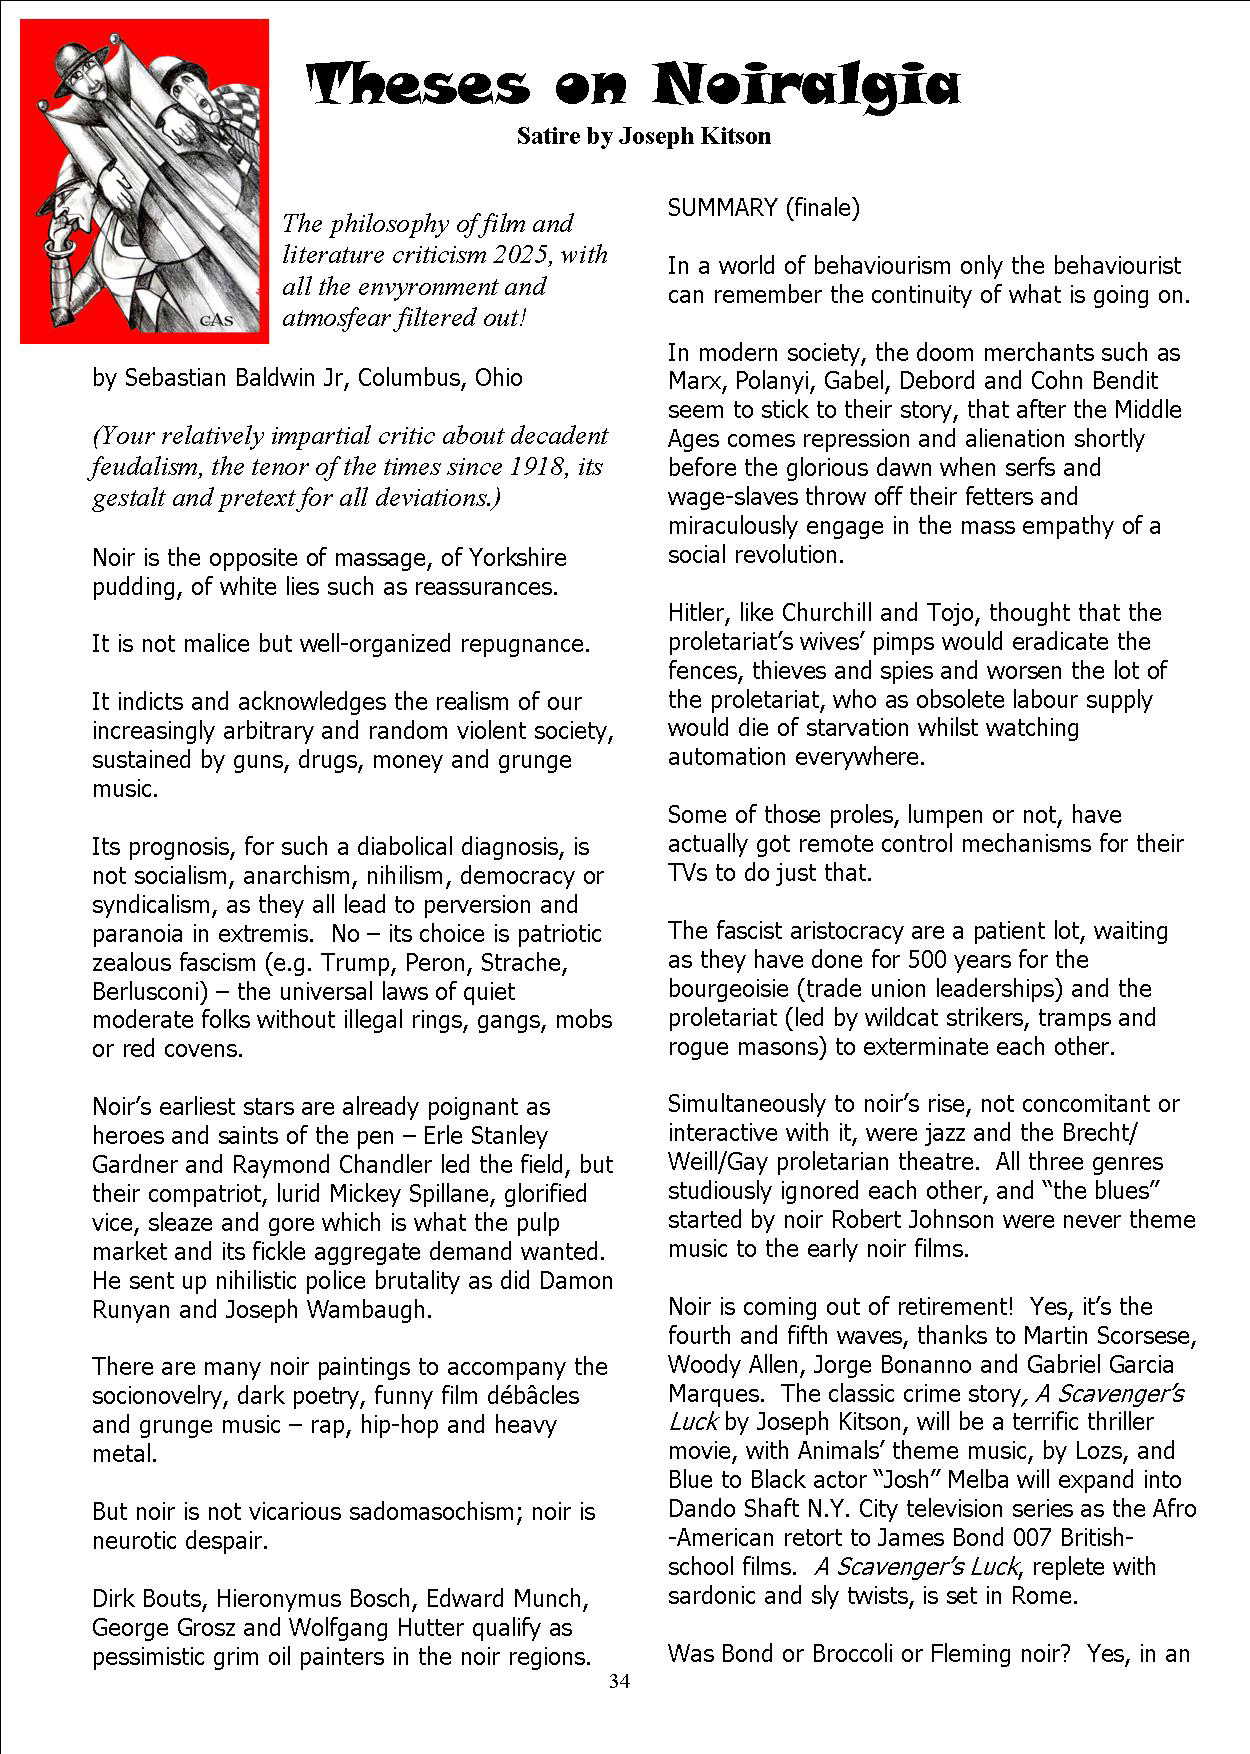 Theses on Noiralgia
Satire by Joseph Kitson
cAs
The philosophy of film and
literature criticism 2025, with
all the envyronment and
atmosfear filtered out!
by Sebastian Baldwin Jr, Columbus, Ohio
(Your relatively impartial critic about decadent
feudalism, the tenor of the times since 1918, its
gestalt and pretext for all deviations.)
Noir is the opposite of massage, of Yorkshire
pudding, of white lies such as reassurances.
It is not malice but well-organized repugnance.
It indicts and acknowledges the realism of our
increasingly arbitrary and random violent society,
sustained by guns, drugs, money and grunge
music.
Its prognosis, for such a diabolical diagnosis, is
not socialism, anarchism, nihilism, democracy or
syndicalism, as they all lead to perversion and
paranoia in extremis.  No – its choice is patriotic
zealous fascism (e.g. Trump, Peron, Strache,
Berlusconi) – the universal laws of quiet
moderate folks without illegal rings, gangs, mobs
or red covens.
Noir’s earliest stars are already poignant as
heroes and saints of the pen – Erle Stanley
Gardner and Raymond Chandler led the field, but
their compatriot, lurid Mickey Spillane, glorified
vice, sleaze and gore which is what the pulp
market and its fickle aggregate demand wanted.
He sent up nihilistic police brutality as did Damon
Runyan and Joseph Wambaugh.
There are many noir paintings to accompany the
socionovelry, dark poetry, funny film débâcles
and grunge music – rap, hip-hop and heavy
metal.
But noir is not vicarious sadomasochism; noir is
neurotic despair.
Dirk Bouts, Hieronymus Bosch, Edward Munch,
George Grosz and Wolfgang Hutter qualify as
pessimistic grim oil painters in the noir regions.
SUMMARY (finale)
In a world of behaviourism only the behaviourist
can remember the continuity of what is going on.
In modern society, the doom merchants such as
Marx, Polanyi, Gabel, Debord and Cohn Bendit
seem to stick to their story, that after the Middle
Ages comes repression and alienation shortly
before the glorious dawn when serfs and
wage-slaves throw off their fetters and
miraculously engage in the mass empathy of a
social revolution.
Hitler, like Churchill and Tojo, thought that the
proletariat’s wives’ pimps would eradicate the
fences, thieves and spies and worsen the lot of
the proletariat, who as obsolete labour supply
would die of starvation whilst watching
automation everywhere.
Some of those proles, lumpen or not, have
actually got remote control mechanisms for their
TVs to do just that.
The fascist aristocracy are a patient lot, waiting
as they have done for 500 years for the
bourgeoisie (trade union leaderships) and the
proletariat (led by wildcat strikers, tramps and
rogue masons) to exterminate each other.
Simultaneously to noir’s rise, not concomitant or
interactive with it, were jazz and the Brecht/
Weill/Gay proletarian theatre.  All three genres
studiously ignored each other, and “the blues”
started by noir Robert Johnson were never theme
music to the early noir films.
Noir is coming out of retirement!  Yes, it’s the
fourth and fifth waves, thanks to Martin Scorsese,
Woody Allen, Jorge Bonanno and Gabriel Garcia
Marques.  The classic crime story, A Scavenger’s
Luck by Joseph Kitson, will be a terrific thriller
movie, with Animals’ theme music, by Lozs, and
Blue to Black actor “Josh” Melba will expand into
Dando Shaft N.Y. City television series as the Afro
-American retort to James Bond 007 British-
school films.  A Scavenger’s Luck, replete with
sardonic and sly twists, is set in Rome.
Was Bond or Broccoli or Fleming noir?  Yes, in an
34